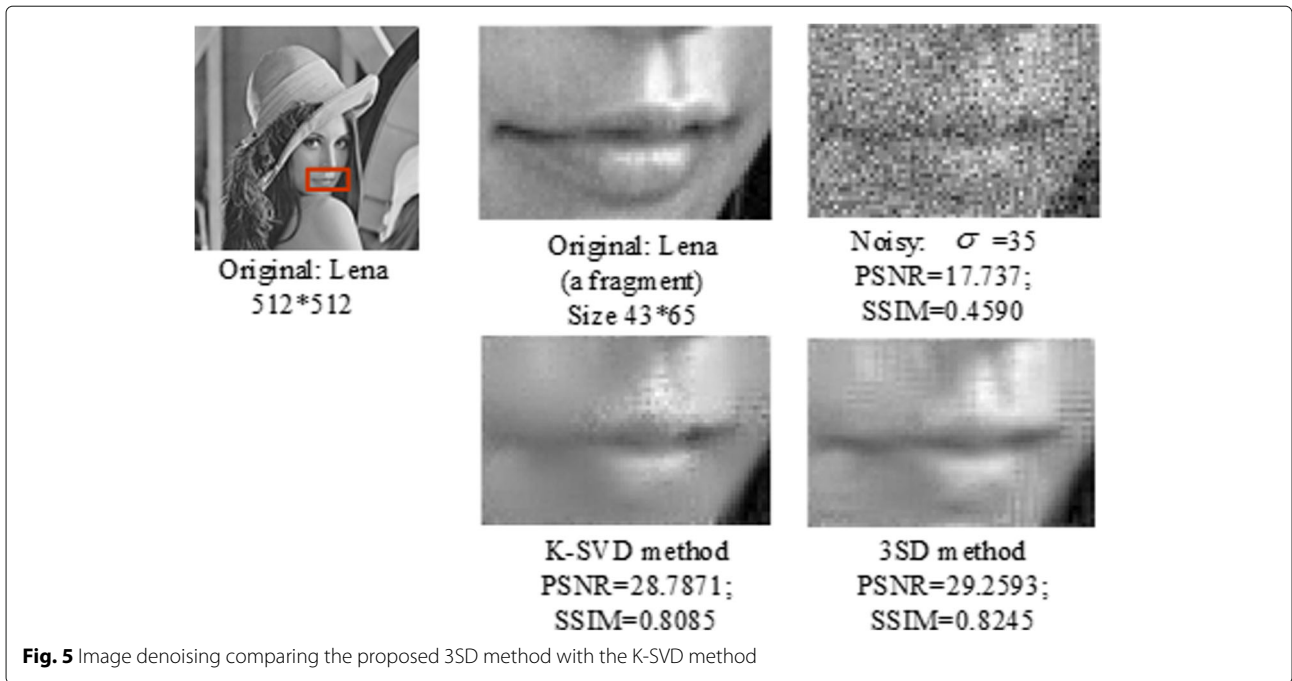 Original: Lena
512*512
Original: Lena
(a fragment)
Size 43*65
Noisy: σ =35
PSNR=17.737;
SSIM=0.4590
K-SVD method
PSNR=28.7871;
SSIM=0.8085
3SD method
PSNR=29.2593;
SSIM=0.8245
Fig. 5 Image denoising comparing the proposed 3SD method with the K-SVD method